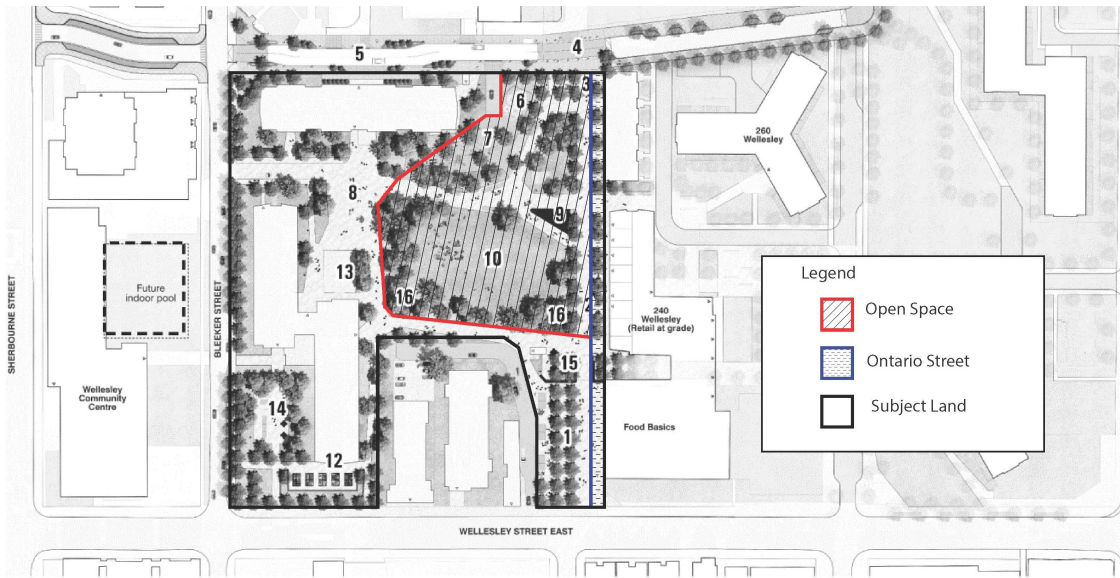 5
4
3
6
7
260
Wellesley
8
9
10
13
Future
indoor pool
16
16
2
240
Wellesley
(Retail at grade)
Legend
Open Space
Ontario Street
Subject Land
SHERBOURNE STREET
BLEEKER STREET
15
Wellesley
Community
Centre
14
1
Food Basics
12
WELLESLEY STREET EAST